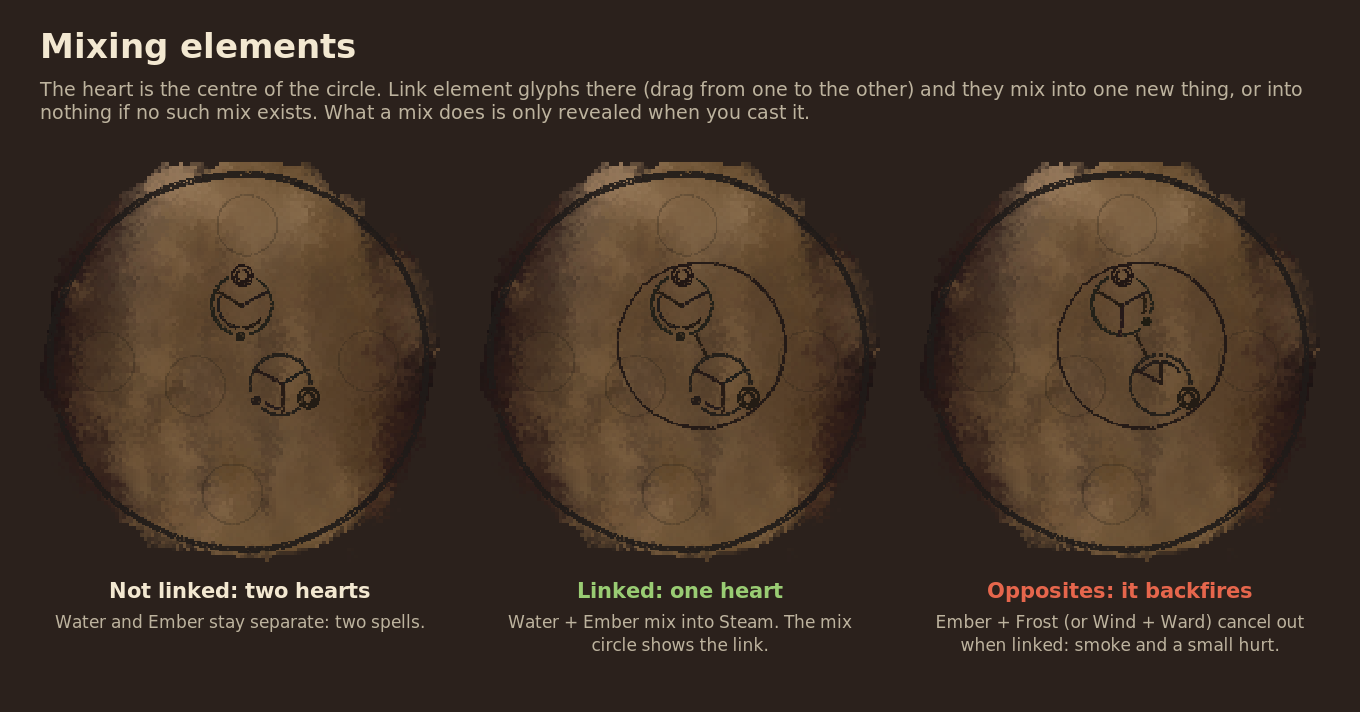 Mixing elements
The heart is the centre of the circle. Link element glyphs there (drag from one to the other) and they mix into one new thing, or into
nothing if no such mix exists. What a mix does is only revealed when you cast it.
Not linked: two hearts
Water and Ember stay separate: two spells.
Linked: one heart
Water + Ember mix into Steam. The mix
circle shows the link.
Opposites: it backfires
Ember + Frost (or Wind + Ward) cancel out
when linked: smoke and a small hurt.